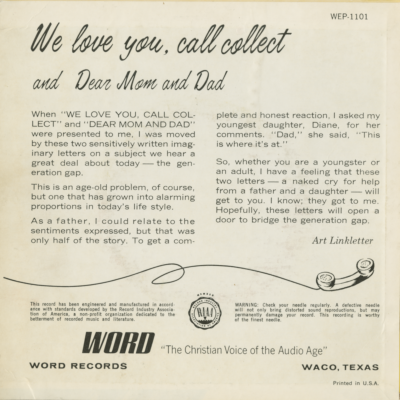 WEP-1101
We love you, call collect
and Dear Mom and Dad
When "WE LOVE YOU, CALL COL-
LECT" and "DEAR MOM AND DAD"
were presented to me, I was moved
by these two sensitively written imag-
inary letters on a subject we hear a
great deal about today — the gen-
eration gap.
This is an age-old problem, of course,
but one that has grown into alarming
proportions in today's life style.
As a father, I could relate to the
sentiments expressed, but that was
only half of the story. To get a com-
plete and honest reaction, I asked my
youngest daughter, Diane, for her
comments. "Dad," she said, "This
is where it's at."
So, whether you are a youngster or
an adult, I have a feeling that these
two letters — a naked cry for help
from a father and a daughter — will
get to you. I know; they got to me.
Hopefully, these letters will open a
door to bridge the generation gap.
Art Linkletter
This record has been engineered and manufactured in accord-
ance with standards developed by the Record Industry Associa-
tion of America, a non-profit organization dedicated to the
betterment of recorded music and literature.
MEMBER
RIAA
WARNING: Check your needle regularly. A defective needle
will not only bring distorted sound reproductions, but may
permanently damage your record. This recording is worthy
of the finest needle.
WORD "The Christian Voice of the Audio Age"
WORD RECORDS
WACO, TEXAS
Printed in U.S.A.